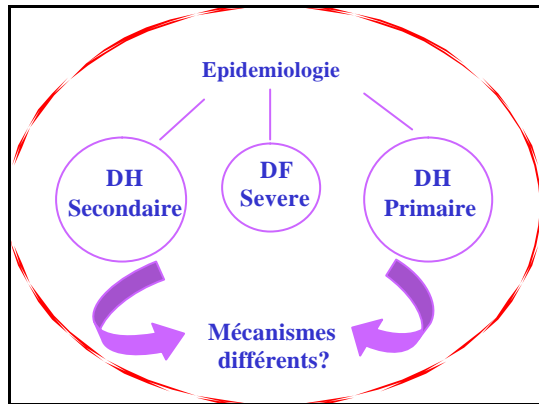 Epidemiologie
DH
Secondaire
DF
Severe
DH
Primaire
Mécanismes
différents?